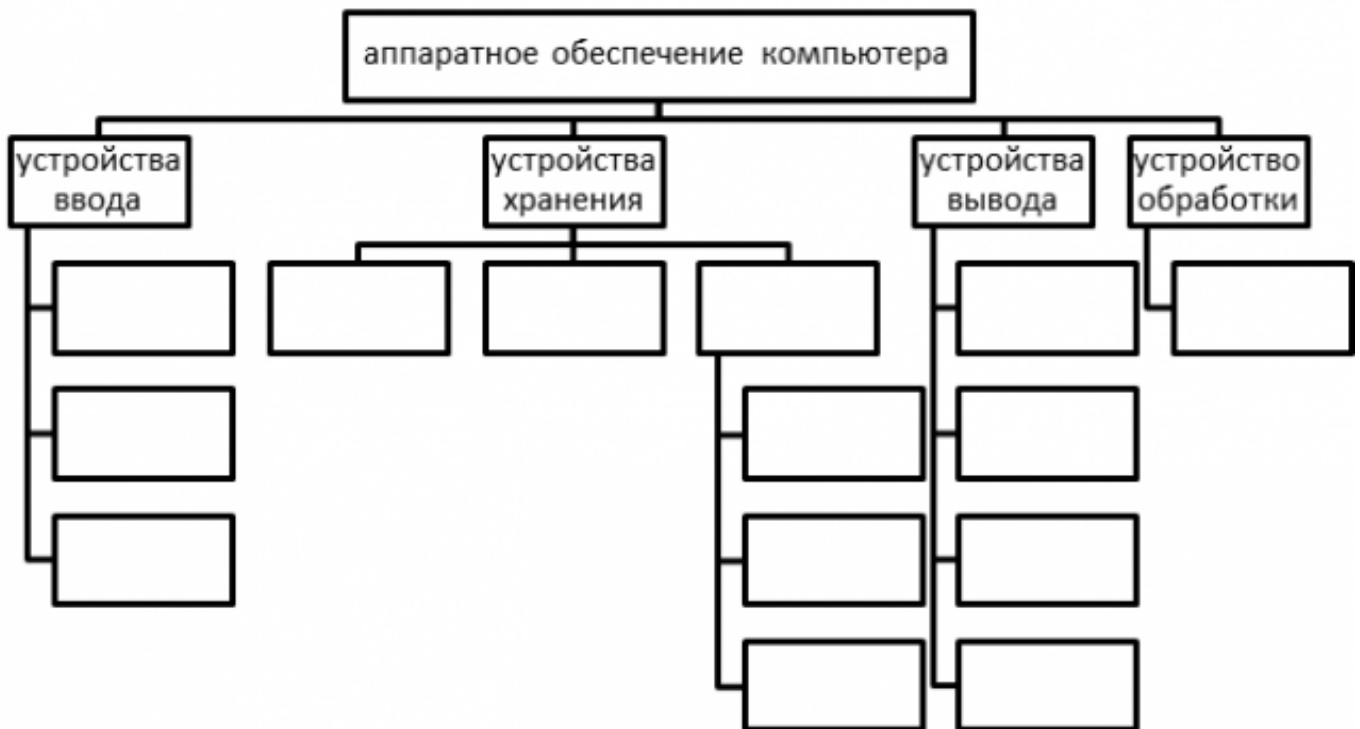 аппаратное обеспечение компьютера
устройства
ввода
устройства
хранения
устройства
вывода
устройство
обработки